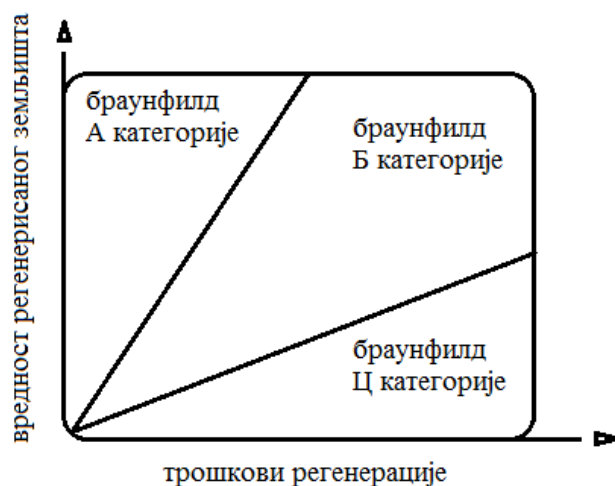 вредност регенерисаног земљишта
браунфилд
А категорије
браунфилд
Б категорије
браунфилд
Ц категорије
трошкови регенерације